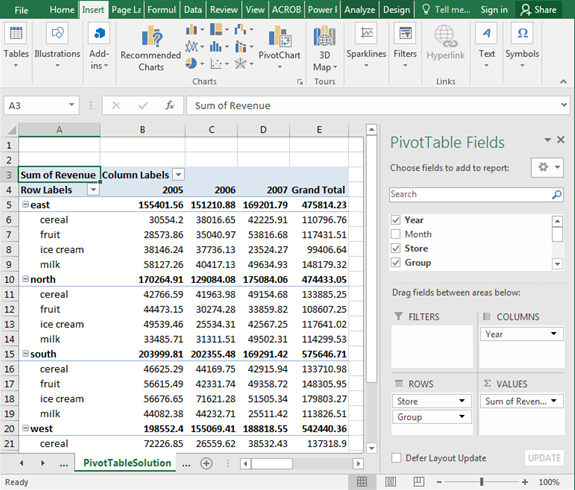 File Home Insert Page La Formul Data Review View ACROB Power F Analyze Design Tell me... Sign in Share
Tables Illustrations Add-ins Recommended Charts PivotChart 3D Map Sparklines Filters Hyperlink Text Symbols
Charts Tours Links
A3 fx Sum of Revenue
A B C D E
1
2
3 Sum of Revenue Column Labels
4 Row Labels 2005 2006 2007 Grand Total
5 east 155401.56 151210.88 169201.79 475814.23
6 cereal 30554.2 38016.65 42225.91 110796.76
7 fruit 28573.86 35040.97 53816.68 117431.51
8 ice cream 38146.24 37736.13 23524.27 99406.64
9 milk 58127.26 40417.13 49634.93 148179.32
10 north 170264.91 129084.08 175084.06 474433.05
11 cereal 42766.59 41963.98 49154.68 133885.25
12 fruit 44473.15 30274.28 33859.82 108607.25
13 ice cream 49539.46 25534.31 42567.25 117641.02
14 milk 33485.71 31311.51 49502.31 114299.53
15 south 203999.81 202355.48 169291.42 575646.71
16 cereal 46625.29 44169.75 42915.94 133710.98
17 fruit 56615.49 42331.74 49358.72 148305.95
18 ice cream 56676.65 71621.28 51505.34 179803.27
19 milk 44082.38 44232.71 25511.42 113826.51
20 west 198552.4 155069.41 188818.55 542440.36
21 cereal 72226.85 26559.62 38532.43 137318.9
... PivotTableSolution ...
PivotTable Fields
Choose fields to add to report:
Search
Year
Month
Store
Group
Drag fields between areas below:
FILTERS COLUMNS
Year
ROWS Σ VALUES
Store Sum of Reven...
Group
Defer Layout Update UPDATE
Ready 100%